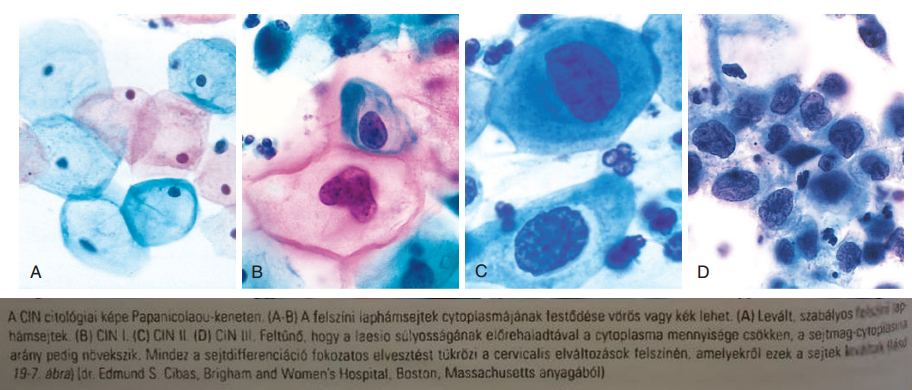 A
B
C
D
A CIN citológiai képe Papanicolaou-keneten. (A-B) A felszíni laphámsejtek cytoplasmájának festődése vörös vagy kék lehet. (A) Levált, szabályos felszíni lap-
hámsejtek. (B) CIN I. (C) CIN II. (D) CIN III. Feltűnő, hogy a laesio súlyosságának előrehaladtával a cytoplasma mennyisége csökken, a sejtmag-cytoplasma
arány pedig növekszik. Mindez a sejtdifferenciáció fokozatos elvesztést tükrözi a cervicalis elváltozások felszínén, amelyekről ezek a sejtek
19-7. ábra) (dr. Edmund S. Cibas, Brigham and Women's Hospital, Boston, Massachusetts anyagából)